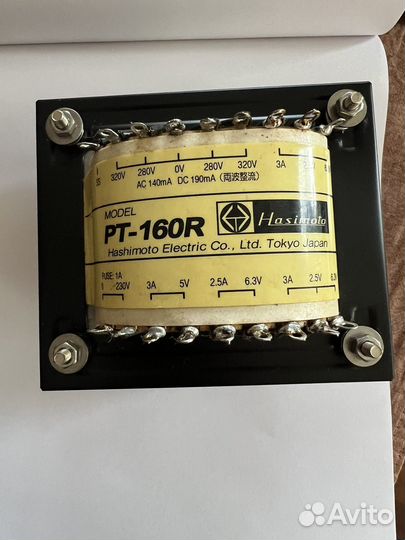 320V 280V 0V 280V 320V 3A
AC 140mA DC 190mA (両波整流)
MODEL
PT-160R Hasimoto
Hashimoto Electric Co., Ltd. Tokyo Japan
FUSE: 1A
230V 3A 5V 2.5A 6.3V 3A 2.5V
Avito